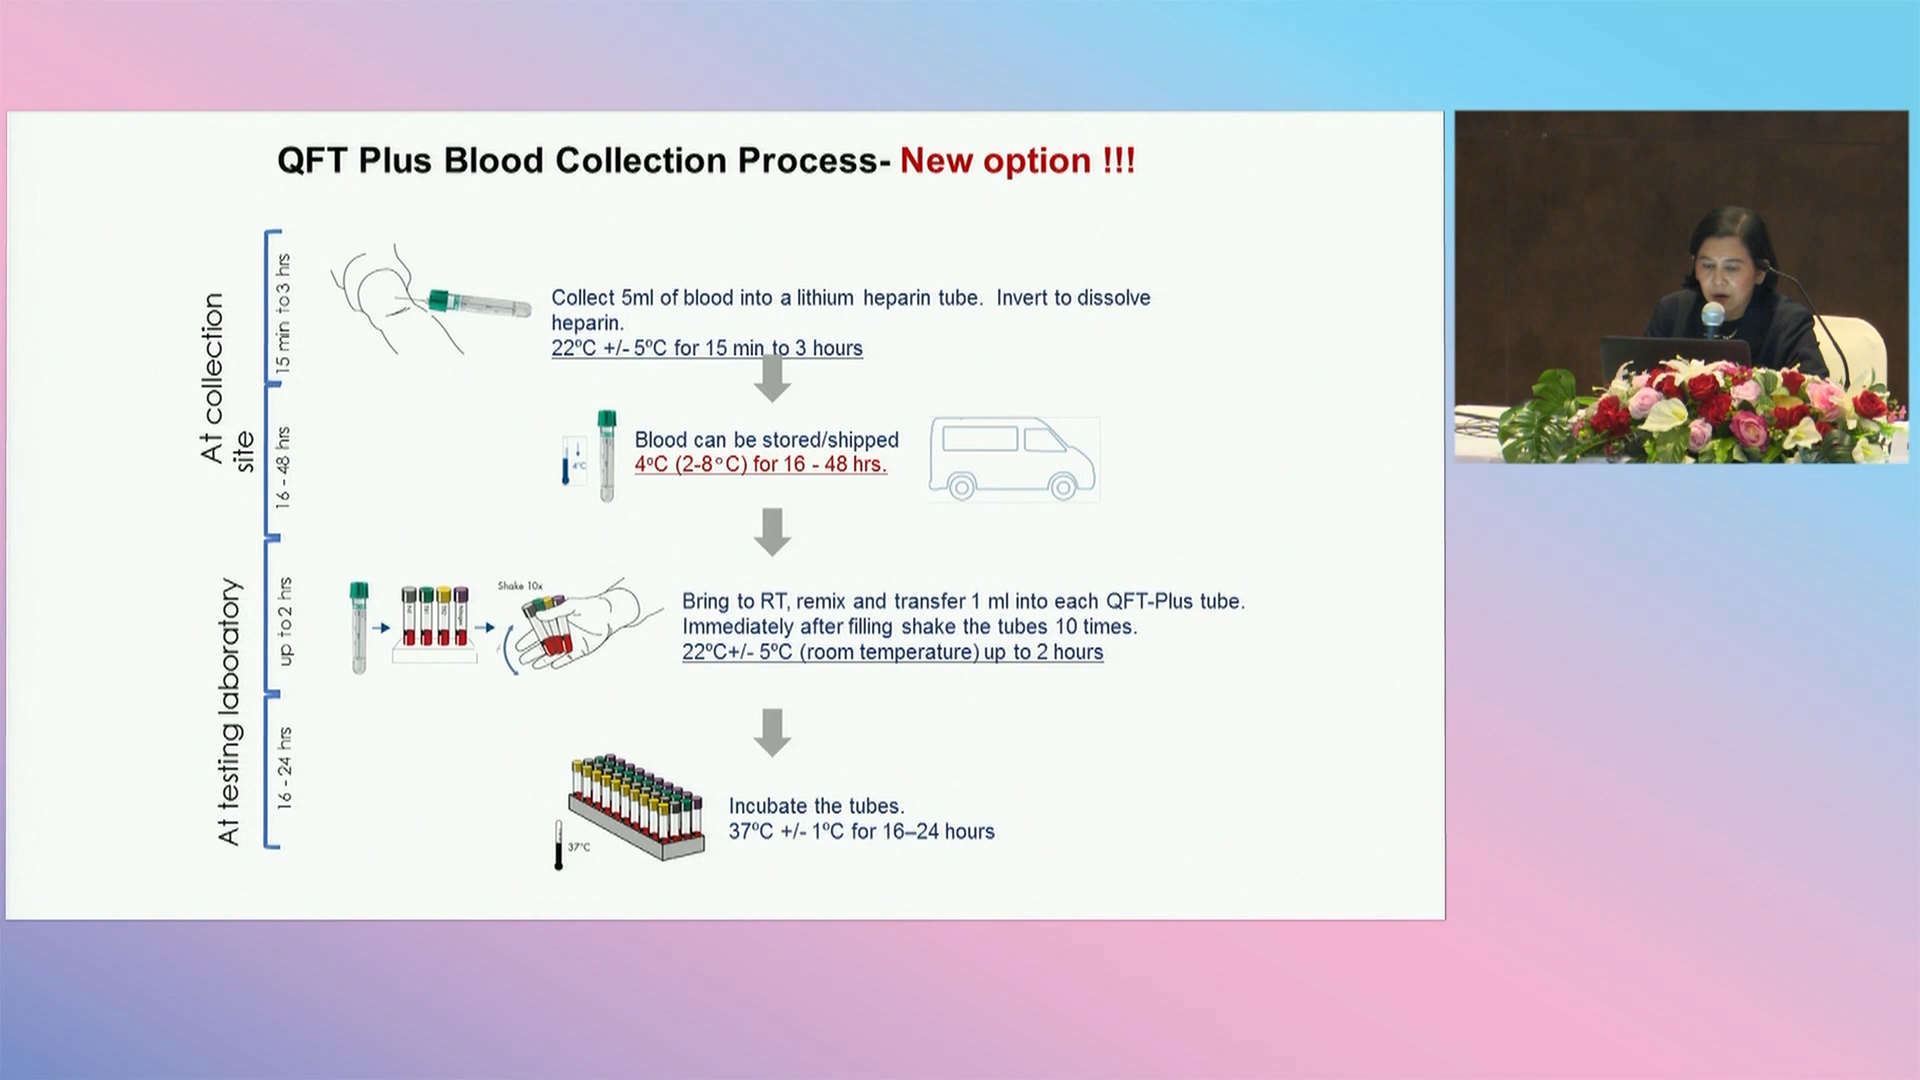 QFT Plus Blood Collection Process- New option !!!
At collection
site
15 min to 3 hrs
Collect 5ml of blood into a lithium heparin tube. Invert to dissolve
heparin.
22ºC +/- 5ºC for 15 min to 3 hours
16 - 48 hrs
4°C
Blood can be stored/shipped
4ºC (2-8°C) for 16 - 48 hrs.
At testing laboratory
up to 2 hrs
Shake 10x
Bring to RT, remix and transfer 1 ml into each QFT-Plus tube.
Immediately after filling shake the tubes 10 times.
22ºC+/- 5ºC (room temperature) up to 2 hours
16 - 24 hrs
37°C
Incubate the tubes.
37ºC +/- 1ºC for 16–24 hours